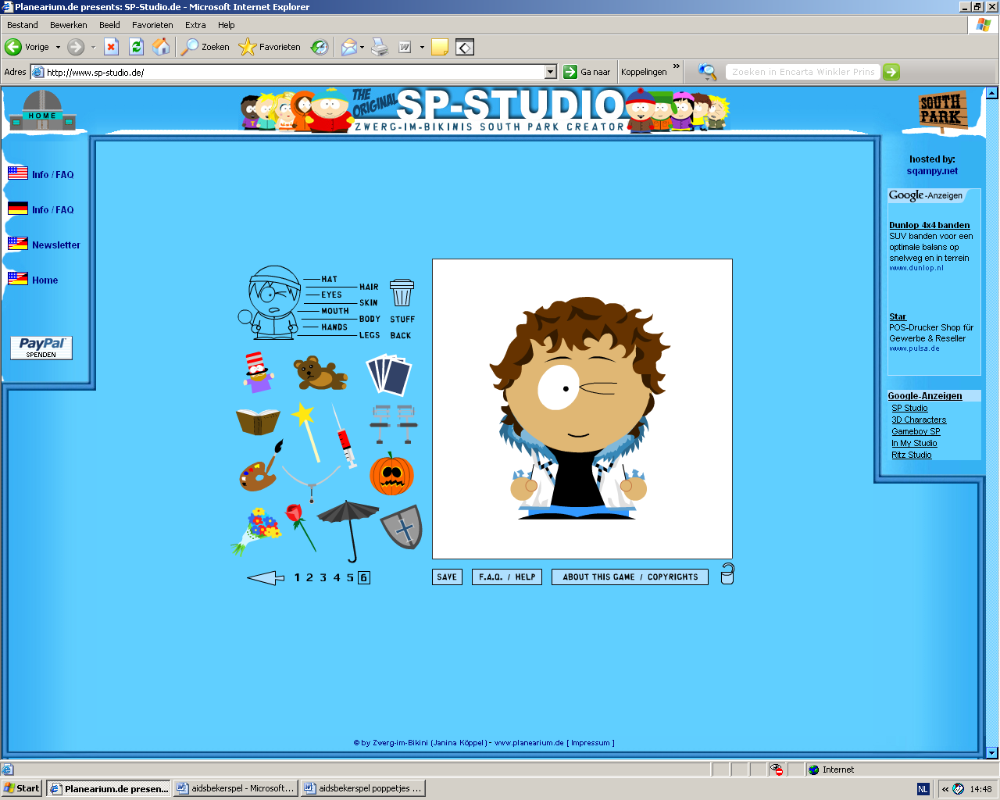 Planearium.de presents: SP-Studio.de - Microsoft Internet Explorer
Bestand Bewerken Beeld Favorieten Extra Help
Vorige Zoeken Favorieten
Adres http://www.sp-studio.de/ Ga naar Koppelingen » Zoeken in Encarta Winkler Prins
HOME
THE ORIGINAL SP-STUDIO
ZWERG-IM-BIKINIS SOUTH PARK CREATOR
SOUTH PARK
Info / FAQ
Info / FAQ
Newsletter
Home
PayPal
SPENDEN
hosted by:
sqampy.net
Google-Anzeigen
Dunlop 4x4 banden
SUV banden voor een
optimale balans op
snelweg en in terrein
www.dunlop.nl
Star
POS-Drucker Shop für
Gewerbe & Reseller
www.pulsa.de
Google-Anzeigen
SP Studio
3D Characters
Gameboy SP
In My Studio
Ritz Studio
HAT
HAIR
EYES
SKIN
MOUTH
BODY STUFF
HANDS
LEGS BACK
1 2 3 4 5 6
SAVE F.A.Q. / HELP ABOUT THIS GAME / COPYRIGHTS
© by Zwerg-im-Bikini (Janina Köppel) - www.planearium.de [ Impressum ]
Internet
Start Planearium.de presen... aidsbekerspel - Microsoft... aidsbekerspel poppetjes ... NL « 14:48